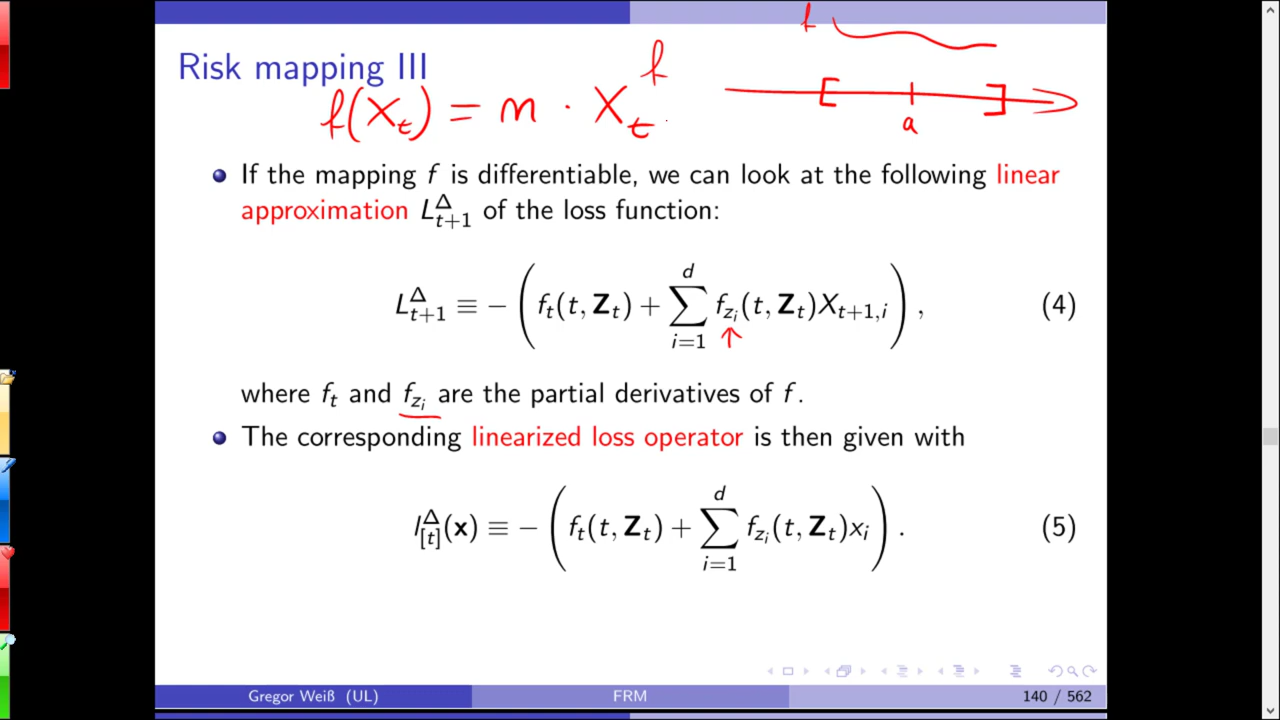 f
Risk mapping III
f
f(X_t) = m · X_t
a
• If the mapping f is differentiable, we can look at the following linear
approximation L^Δ_{t+1} of the loss function:
L^Δ_{t+1} ≡ − ( f_t(t, Z_t) + ∑_{i=1}^{d} f_{z_i}(t, Z_t)X_{t+1,i} ) , (4)
where f_t and f_{z_i} are the partial derivatives of f.
• The corresponding linearized loss operator is then given with
l^Δ_{[t]}(x) ≡ − ( f_t(t, Z_t) + ∑_{i=1}^{d} f_{z_i}(t, Z_t)x_i ) . (5)
Gregor Weiß (UL) FRM 140 / 562